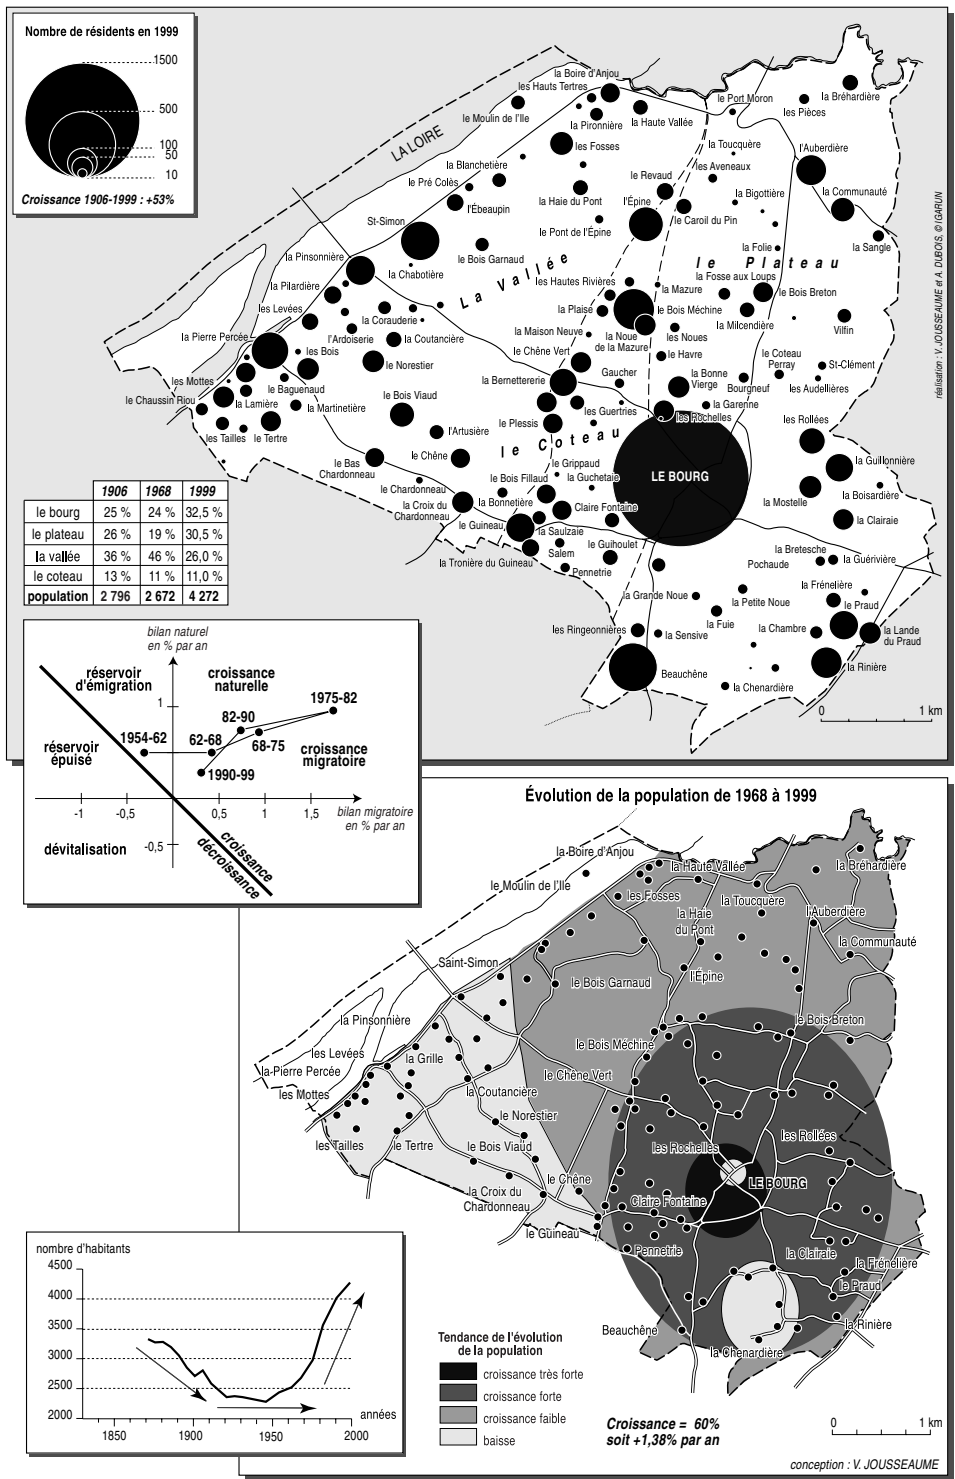 Nombre de résidents en 1999
1500
500
100
50
10
Croissance 1906-1999 : +53%
LA LOIRE
la Boire d'Anjou
les Hauts Tertres
le Moulin de l'Ile
la Pironnière
la Haute Vallée
les Fosses
le Port Moron
les Pièces
la Bréhardière
la Toucquère
l'Auberdière
la Blanchetière
les Aveneaux
le Pré Colès
le Revaud
la Communauté
l'Ébeaupin
la Haie du Pont
l'Épine
la Bigottière
St-Simon
le Caroil du Pin
le Pont de l'Épine
la Folie
la Sangle
le Bois Garnaud
la Pinsonnière
la Chabotière
La Vallée
le Plateau
la Fosse aux Loups
la Pilardière
les Hautes Rivières
la Mazure
le Bois Breton
les Levées
la Corauderie
la Plaise
le Bois Méchine
la Milcendière
Vilfin
l'Ardoiserie
la Coutancière
la Maison Neuve
la Noue
de la Mazure
les Noues
la Pierre Percée
les Bois
le Chêne Vert
le Havre
le Coteau
Perray
St-Clément
le Norestier
la Bernettererie
Gaucher
la Bonne
Vierge
Bourgneuf
les Audellières
les Mottes
le Baguenaud
le Chaussin Riou
la Lamière
la Martinetière
le Bois Viaud
les Guertries
la Garenne
les Rochelles
les Rollées
les Tailles
le Tertre
l'Artusière
le Plessis
le Coteau
la Guillonnière
le Bas
Chardonneau
le Chêne
le Grippaud
LE BOURG
le Chardonneau
le Bois Fillaud
la Guchetaie
la Mostelle
la Boisardière
la Croix du
Chardonneau
la Bonnetière
Claire Fontaine
la Clairaie
le Guineau
la Saulzaie
Salem
le Guihoulet
la Bretesche
la Tronière du Guineau
Pennetrie
Pochaude
la Guérivière
la Grande Noue
la Petite Noue
la Frénelière
le Praud
la Fuie
les Ringeonnières
la Sensive
la Chambre
la Lande
du Praud
Beauchêne
la Chenardière
la Rinière
0 1 km
réalisation : V. JOUSSEAUME et A. DUBOIS, © IGARUN
1906 1968 1999
le bourg 25 % 24 % 32,5 %
le plateau 26 % 19 % 30,5 %
la vallée 36 % 46 % 26,0 %
le coteau 13 % 11 % 11,0 %
population 2 796 2 672 4 272
bilan naturel
en % par an
réservoir
d'émigration
croissance
naturelle
1
1975-82
82-90
1954-62
62-68
68-75
réservoir
épuisé
croissance
migratoire
1990-99
-1 -0,5 0,5 1 1,5
bilan migratoire
en % par an
dévitalisation
-0,5
croissance
décroissance
Évolution de la population de 1968 à 1999
la Boire d'Anjou
la Haute Vallée
la Bréhardière
le Moulin de l'Ile
les Fosses
la Toucquère
la Haie
du Pont
l'Auberdière
la Communauté
Saint-Simon
l'Épine
le Bois Garnaud
la Pinsonnière
le Bois Breton
les Levées
la Grille
le Bois Méchine
la Pierre Percée
le Chêne Vert
les Mottes
la Coutancière
le Norestier
les Tailles
le Tertre
le Bois Viaud
les Rochelles
les Rollées
la Croix du
Chardonneau
le Chêne
LE BOURG
Claire Fontaine
le Guineau
Pennetrie
la Clairaie
la Frénelière
le Praud
Beauchêne
la Rinière
la Chenardière
nombre d'habitants
4500
4000
3500
3000
2500
2000
1850 1900 1950 2000
années
Tendance de l'évolution
de la population
croissance très forte
croissance forte
croissance faible
baisse
Croissance = 60%
soit +1,38% par an
0 1 km
conception : V. JOUSSEAUME